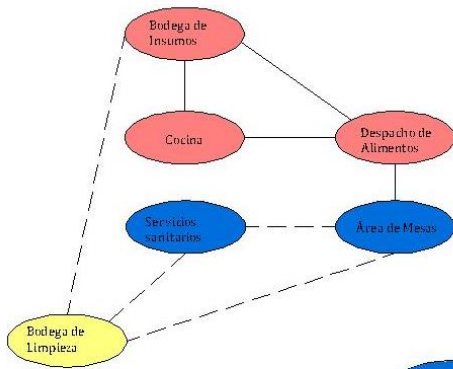 Bodega de
Insumos
Cocina
Despacho de
Alimentos
Servicios
sanitarios
Área de Mesas
Bodega de
Limpieza